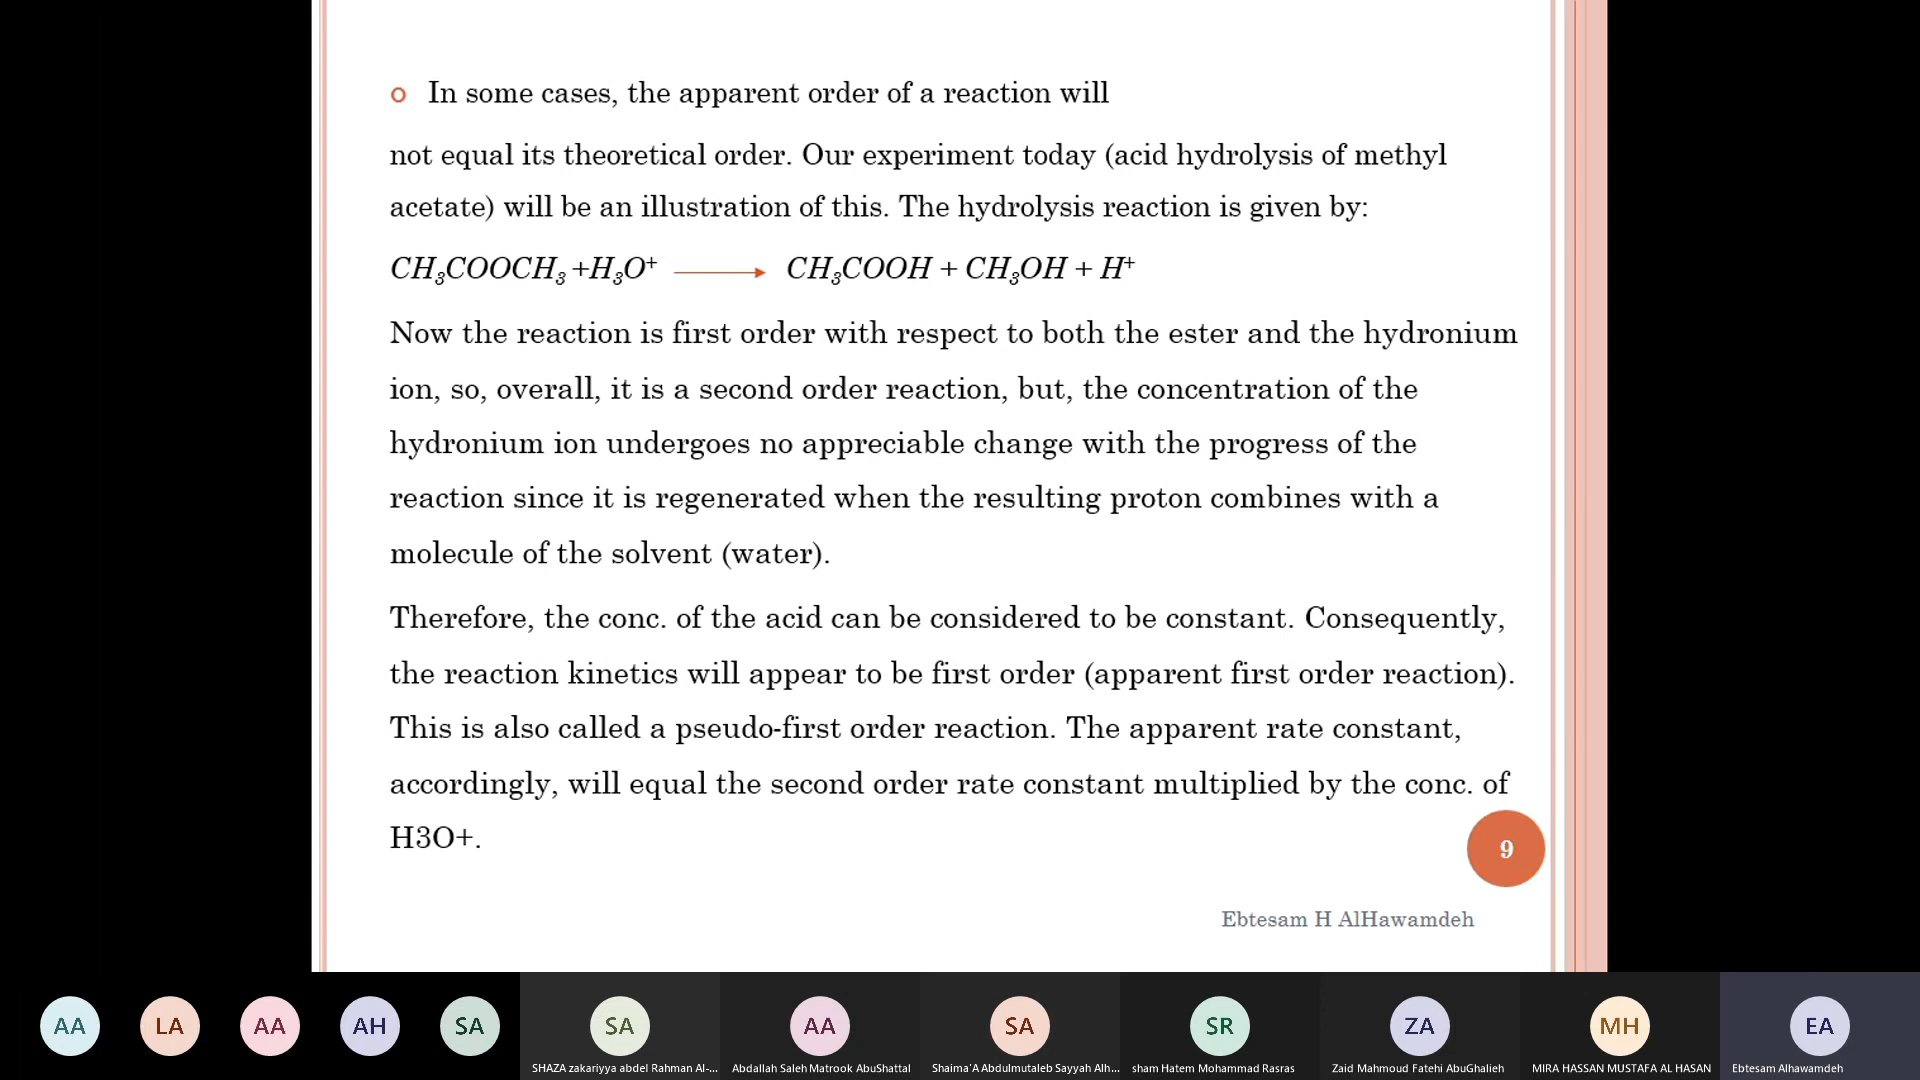 o In some cases, the apparent order of a reaction will
not equal its theoretical order. Our experiment today (acid hydrolysis of methyl
acetate) will be an illustration of this. The hydrolysis reaction is given by:
CH₃COOCH₃ +H₃O⁺ ⟶ CH₃COOH + CH₃OH + H⁺
Now the reaction is first order with respect to both the ester and the hydronium
ion, so, overall, it is a second order reaction, but, the concentration of the
hydronium ion undergoes no appreciable change with the progress of the
reaction since it is regenerated when the resulting proton combines with a
molecule of the solvent (water).
Therefore, the conc. of the acid can be considered to be constant. Consequently,
the reaction kinetics will appear to be first order (apparent first order reaction).
This is also called a pseudo-first order reaction. The apparent rate constant,
accordingly, will equal the second order rate constant multiplied by the conc. of
H3O+.
9
Ebtesam H AlHawamdeh
AA LA AA AH SA SA AA SA SR ZA MH EA
SHAZA zakariyya abdel Rahman Al-... Abdallah Saleh Matrook AbuShattal Shaima'A Abdulmutaleb Sayyah Alh... sham Hatem Mohammad Rasras Zaid Mahmoud Fatehi AbuGhalieh MIRA HASSAN MUSTAFA AL HASAN Ebtesam Alhawamdeh